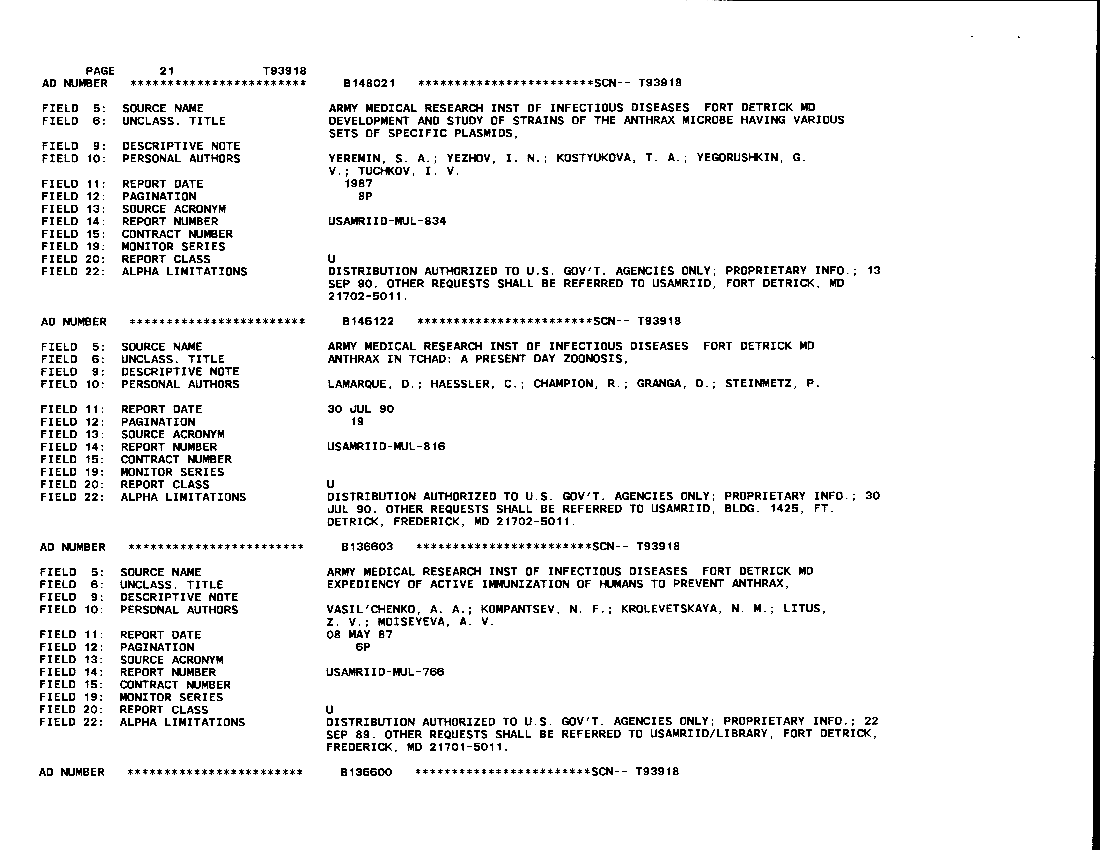 PAGE 21 T93918
AD NUMBER ************************ B148021 ************************SCN-- T93918
FIELD 5: SOURCE NAME ARMY MEDICAL RESEARCH INST OF INFECTIOUS DISEASES FORT DETRICK MD
FIELD 6: UNCLASS. TITLE DEVELOPMENT AND STUDY OF STRAINS OF THE ANTHRAX MICROBE HAVING VARIOUS
SETS OF SPECIFIC PLASMIDS,
FIELD 9: DESCRIPTIVE NOTE
FIELD 10: PERSONAL AUTHORS YEREMIN, S. A.; YEZHOV, I. N.; KOSTYUKOVA, T. A.; YEGORUSHKIN, G.
V.; TUCHKOV, I. V.
FIELD 11: REPORT DATE 1987
FIELD 12: PAGINATION 8P
FIELD 13: SOURCE ACRONYM
FIELD 14: REPORT NUMBER USAMRIID-MUL-834
FIELD 15: CONTRACT NUMBER
FIELD 19: MONITOR SERIES
FIELD 20: REPORT CLASS U
FIELD 22: ALPHA LIMITATIONS DISTRIBUTION AUTHORIZED TO U.S. GOV'T. AGENCIES ONLY; PROPRIETARY INFO.; 13
SEP 90. OTHER REQUESTS SHALL BE REFERRED TO USAMRIID, FORT DETRICK, MD
21702-5011.
AD NUMBER ************************ B146122 ************************SCN-- T93918
FIELD 5: SOURCE NAME ARMY MEDICAL RESEARCH INST OF INFECTIOUS DISEASES FORT DETRICK MD
FIELD 6: UNCLASS. TITLE ANTHRAX IN TCHAD: A PRESENT DAY ZOONOSIS,
FIELD 9: DESCRIPTIVE NOTE
FIELD 10: PERSONAL AUTHORS LAMARQUE, D.; HAESSLER, C.; CHAMPION, R.; GRANGA, D.; STEINMETZ, P.
FIELD 11: REPORT DATE 30 JUL 90
FIELD 12: PAGINATION 19
FIELD 13: SOURCE ACRONYM
FIELD 14: REPORT NUMBER USAMRIID-MUL-816
FIELD 15: CONTRACT NUMBER
FIELD 19: MONITOR SERIES
FIELD 20: REPORT CLASS U
FIELD 22: ALPHA LIMITATIONS DISTRIBUTION AUTHORIZED TO U.S. GOV'T. AGENCIES ONLY; PROPRIETARY INFO.; 30
JUL 90. OTHER REQUESTS SHALL BE REFERRED TO USAMRIID, BLDG. 1425, FT.
DETRICK, FREDERICK, MD 21702-5011.
AD NUMBER ************************ B136603 ************************SCN-- T93918
FIELD 5: SOURCE NAME ARMY MEDICAL RESEARCH INST OF INFECTIOUS DISEASES FORT DETRICK MD
FIELD 6: UNCLASS. TITLE EXPEDIENCY OF ACTIVE IMMUNIZATION OF HUMANS TO PREVENT ANTHRAX,
FIELD 9: DESCRIPTIVE NOTE
FIELD 10: PERSONAL AUTHORS VASIL'CHENKO, A. A.; KOMPANTSEV, N. F.; KROLEVETSKAYA, N. M.; LITUS,
Z. V.; MOISEYEVA, A. V.
FIELD 11: REPORT DATE 08 MAY 87
FIELD 12: PAGINATION 6P
FIELD 13: SOURCE ACRONYM
FIELD 14: REPORT NUMBER USAMRIID-MUL-766
FIELD 15: CONTRACT NUMBER
FIELD 19: MONITOR SERIES
FIELD 20: REPORT CLASS U
FIELD 22: ALPHA LIMITATIONS DISTRIBUTION AUTHORIZED TO U.S. GOV'T. AGENCIES ONLY; PROPRIETARY INFO.; 22
SEP 89. OTHER REQUESTS SHALL BE REFERRED TO USAMRIID/LIBRARY, FORT DETRICK,
FREDERICK, MD 21701-5011.
AD NUMBER ************************ B136600 ************************SCN-- T93918